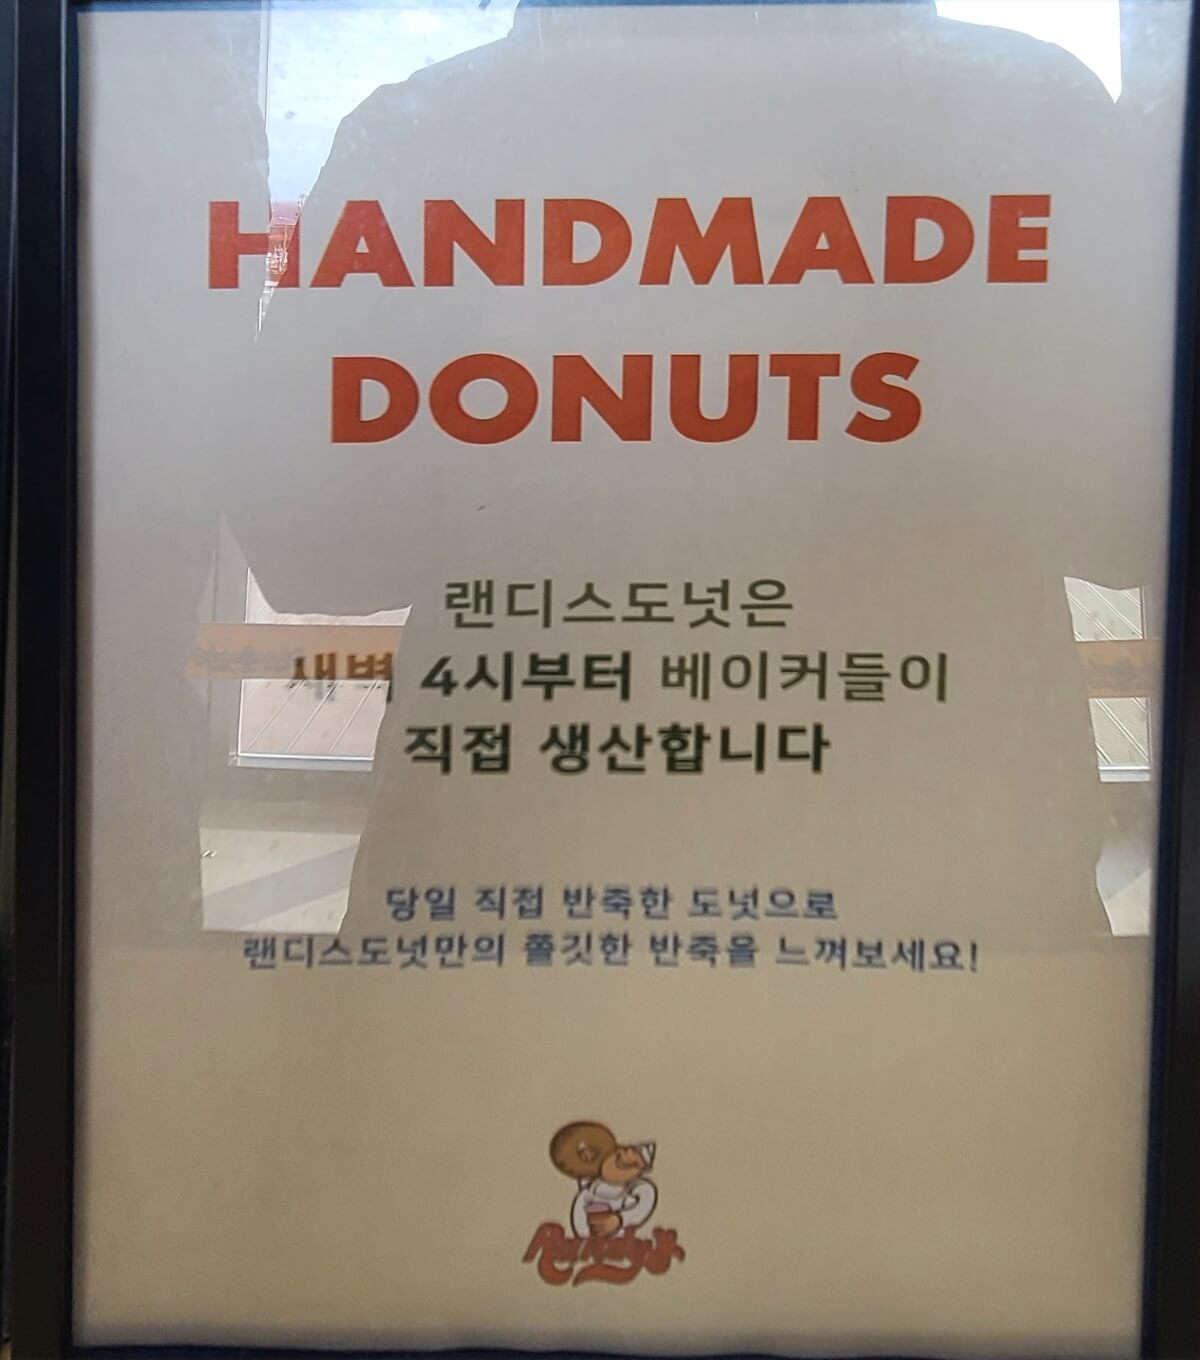 HANDMADE
DONUTS
랜디스도넛은
새벽 4시부터 베이커들이
직접 생산합니다
당일 직접 반죽한 도넛으로
랜디스도넛만의 쫄깃한 반죽을 느껴보세요!
Randy's